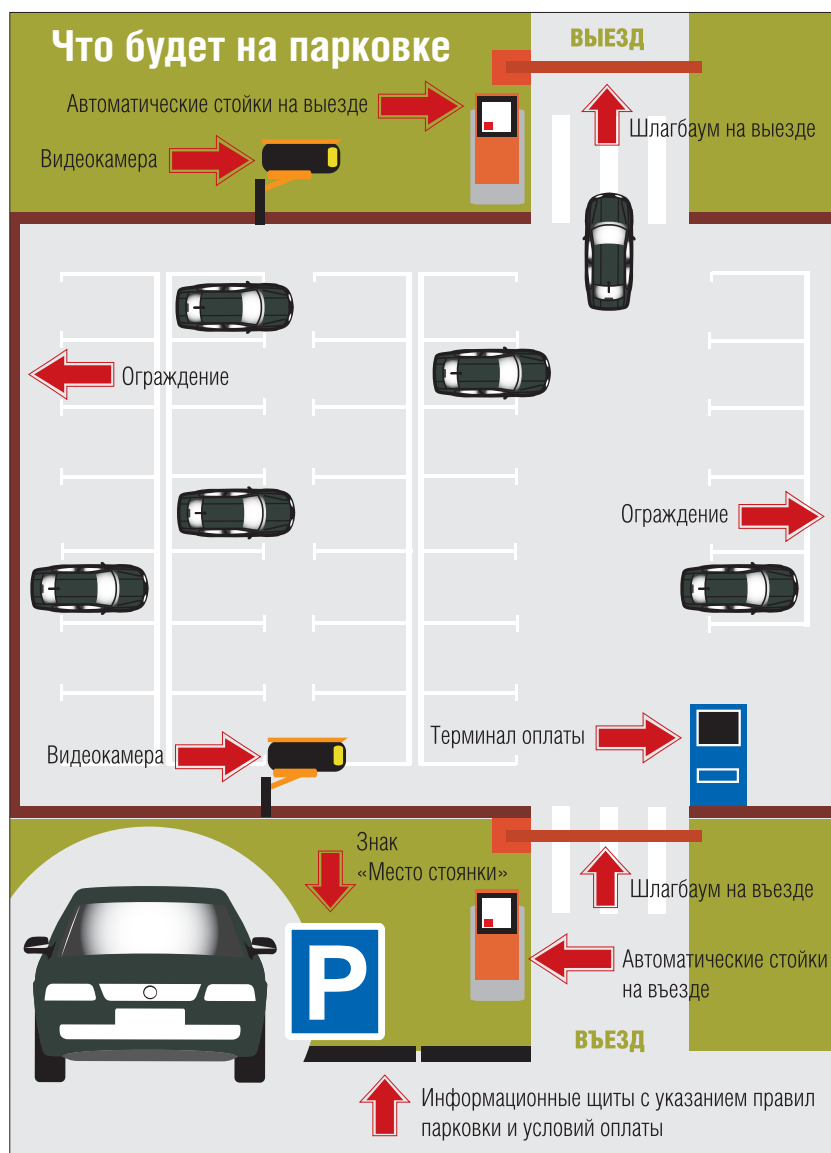 Что будет на парковке
ВЫЕЗД
Автоматические стойки на выезде
Шлагбаум на выезде
Видеокамера
Ограждение
Ограждение
Терминал оплаты
Видеокамера
Знак
«Место стоянки»
Шлагбаум на въезде
P
Автоматические стойки
на въезде
ВЪЕЗД
Информационные щиты с указанием правил
парковки и условий оплаты